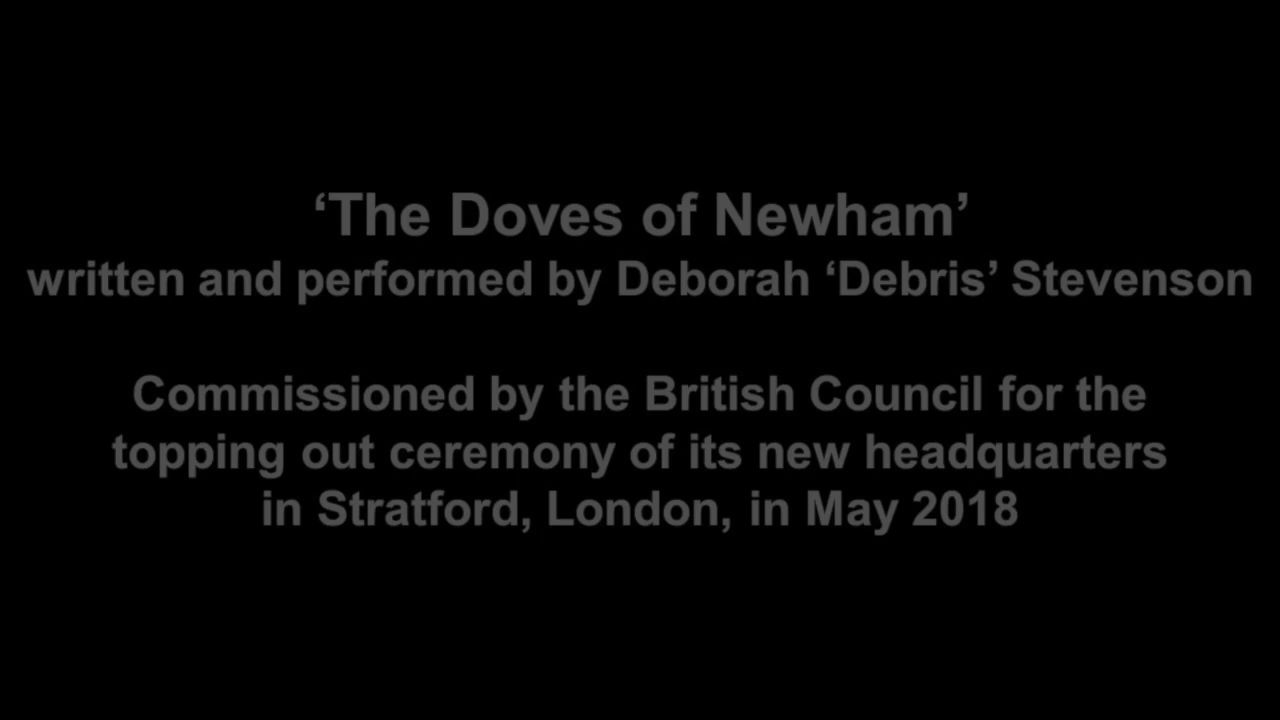 ‘The Doves of Newham’
written and performed by Deborah ‘Debris’ Stevenson
Commissioned by the British Council for the
topping out ceremony of its new headquarters
in Stratford, London, in May 2018